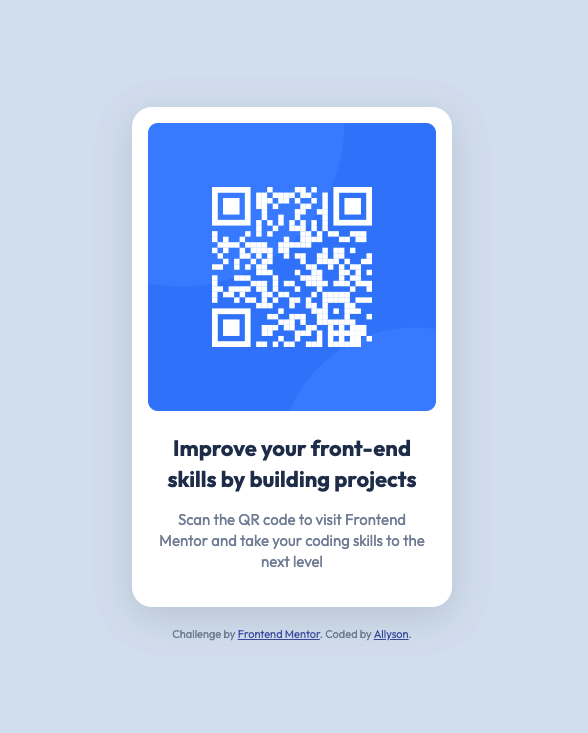 Improve your front-end
skills by building projects
Scan the QR code to visit Frontend
Mentor and take your coding skills to the
next level
Challenge by Frontend Mentor. Coded by Allyson.